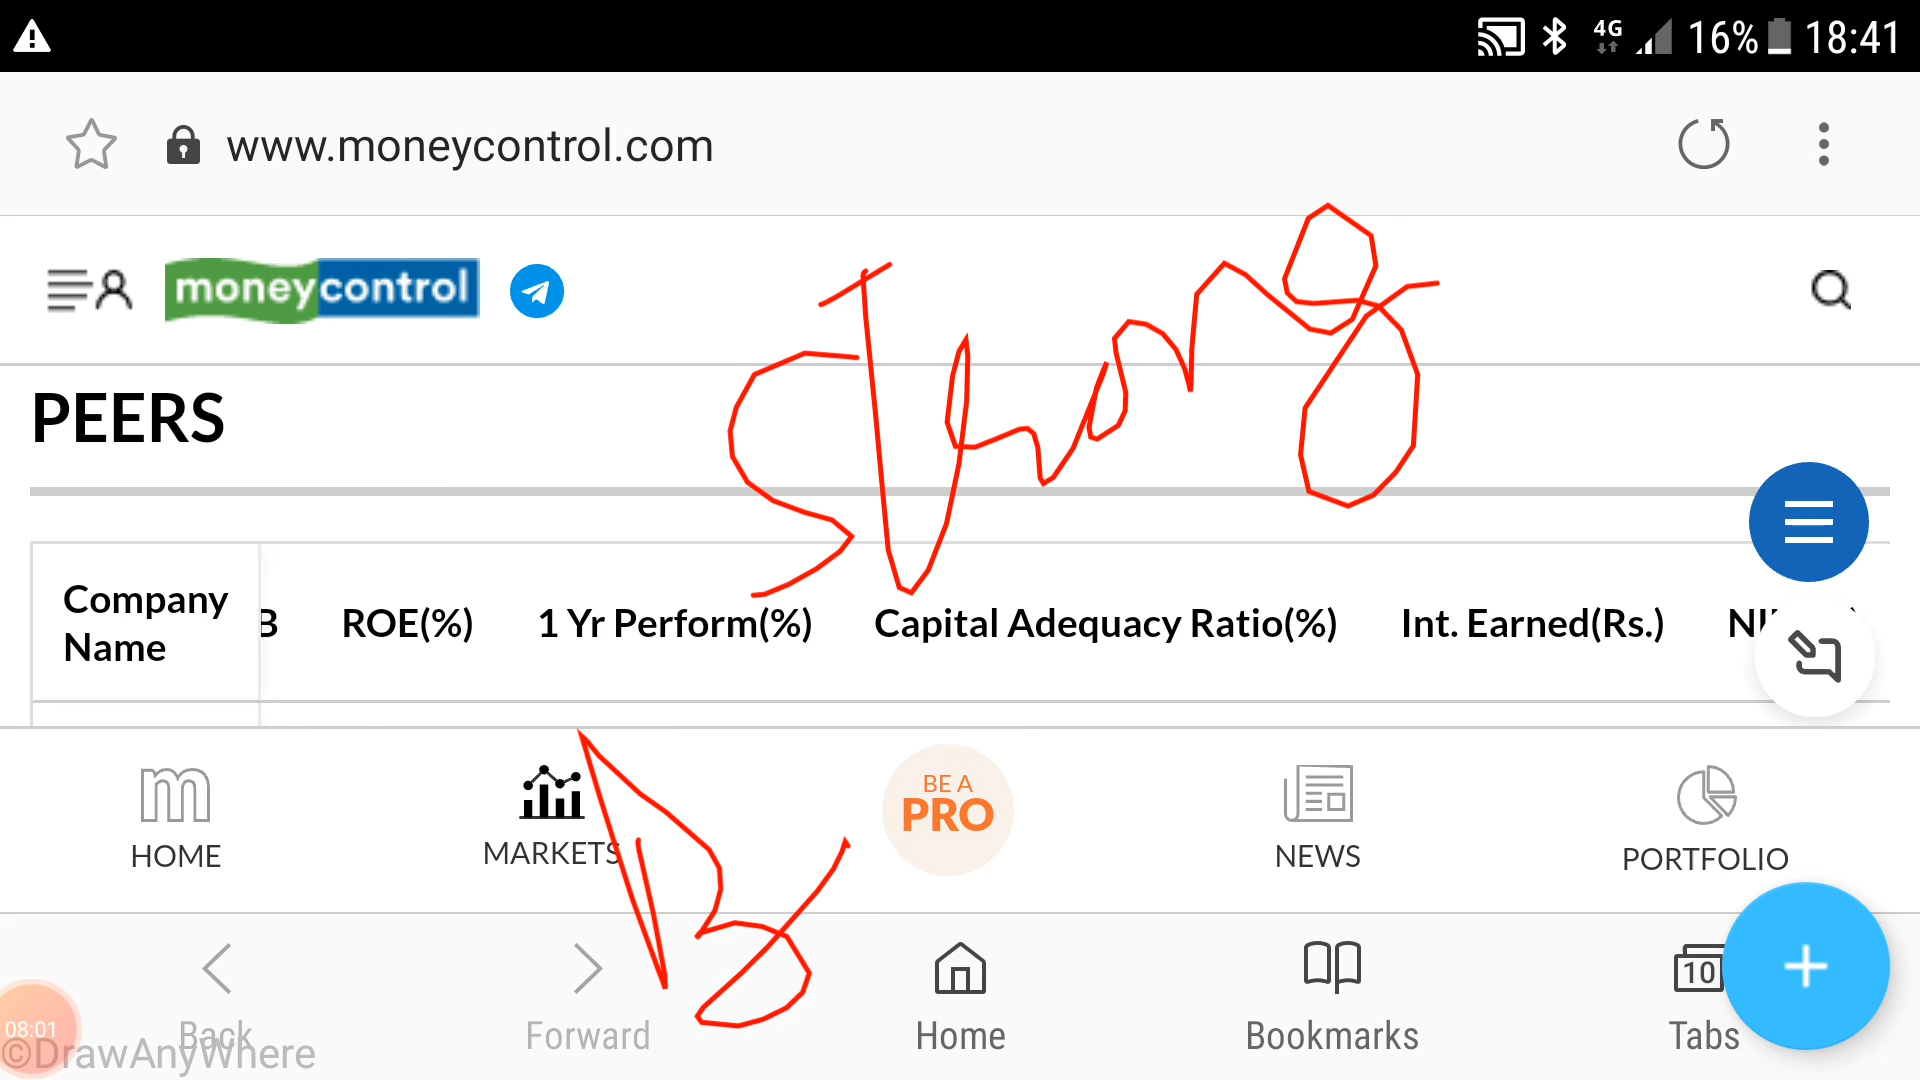 4G 16% 18:41
www.moneycontrol.com
moneycontrol
PEERS
Strong
Company Name B ROE(%) 1 Yr Perform(%) Capital Adequacy Ratio(%) Int. Earned(Rs.)
HOME MARKETS BE A PRO NEWS PORTFOLIO
B
10
08:01
Back Forward Home Bookmarks Tabs
©DrawAnyWhere